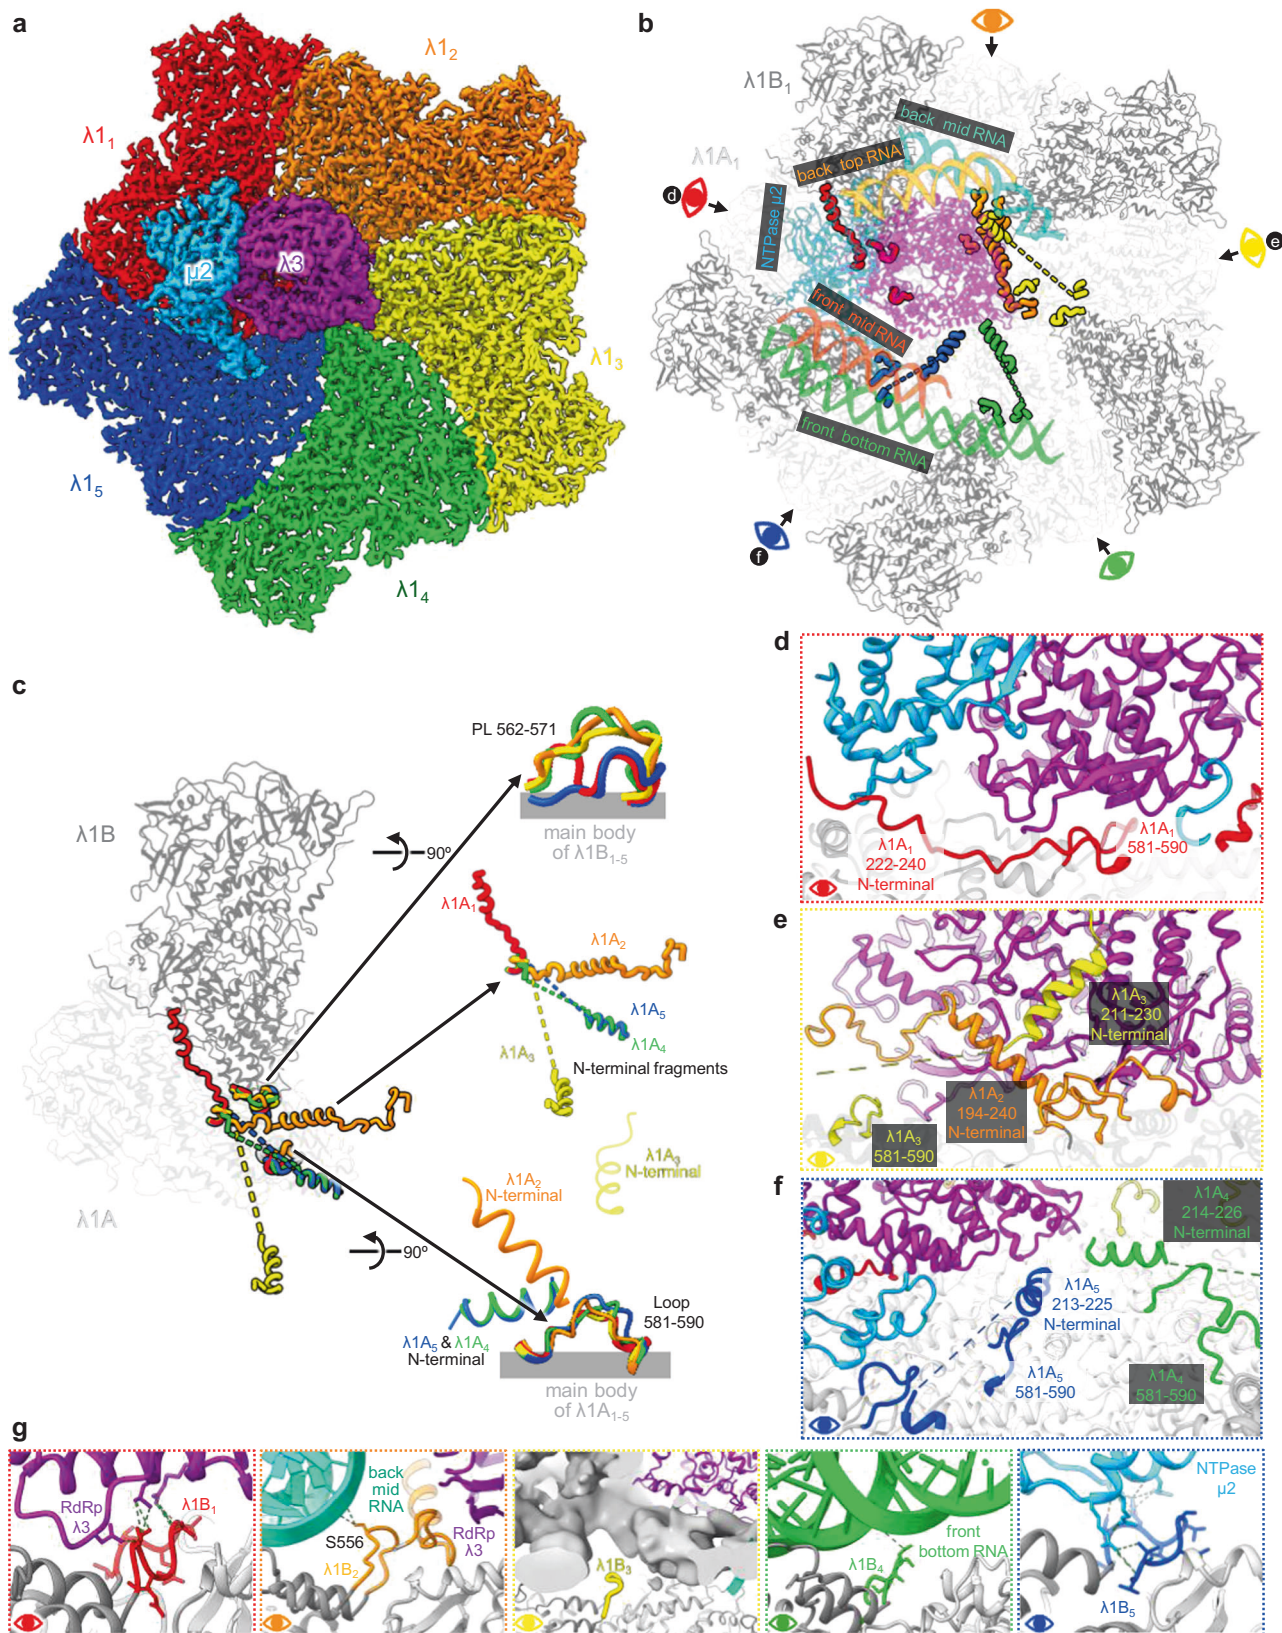 a
λ1₁
λ1₂
μ2
λ3
λ1₃
λ1₅
λ1₄
b
λ1B₁
λ1A₁
back mid RNA
back top RNA
NTPase μ2
d
e
front mid RNA
front bottom RNA
f
c
λ1B
λ1A
90º
PL 562-571
main body
of λ1B₁₋₅
λ1A₁
λ1A₂
λ1A₅
λ1A₄
λ1A₃
N-terminal fragments
λ1A₃
N-terminal
λ1A₂
N-terminal
90º
Loop
581-590
λ1A₅ & λ1A₄
N-terminal
main body
of λ1A₁₋₅
d
λ1A₁
222-240
N-terminal
λ1A₁
581-590
e
λ1A₃
211-230
N-terminal
λ1A₂
194-240
N-terminal
λ1A₃
581-590
f
λ1A₄
214-226
N-terminal
λ1A₅
213-225
N-terminal
λ1A₅
581-590
λ1A₄
581-590
g
RdRp
λ3
λ1B₁
back
mid
RNA
S556
λ1B₂
RdRp
λ3
λ1B₃
front
bottom RNA
λ1B₄
NTPase
μ2
λ1B₅